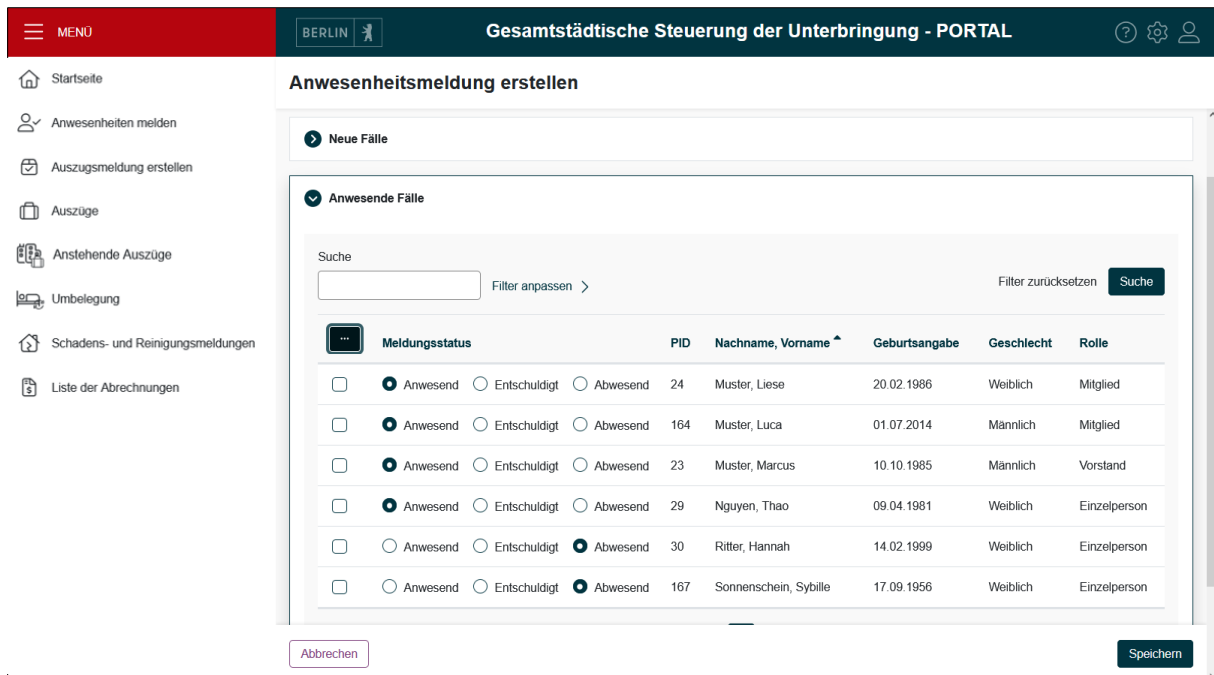 MENÜ
BERLIN
Gesamtstädtische Steuerung der Unterbringung - PORTAL
?
Startseite
Anwesenheiten melden
Auszugsmeldung erstellen
Auszüge
Anstehende Auszüge
Umbelegung
Schadens- und Reinigungsmeldungen
Liste der Abrechnungen
Anwesenheitsmeldung erstellen
Neue Fälle
Anwesende Fälle
Suche
Filter anpassen
Filter zurücksetzen Suche
... Meldungsstatus PID Nachname, Vorname Geburtsangabe Geschlecht Rolle
Anwesend Entschuldigt Abwesend 24 Muster, Liese 20.02.1986 Weiblich Mitglied
Anwesend Entschuldigt Abwesend 164 Muster, Luca 01.07.2014 Männlich Mitglied
Anwesend Entschuldigt Abwesend 23 Muster, Marcus 10.10.1985 Männlich Vorstand
Anwesend Entschuldigt Abwesend 29 Nguyen, Thao 09.04.1981 Weiblich Einzelperson
Anwesend Entschuldigt Abwesend 30 Ritter, Hannah 14.02.1999 Weiblich Einzelperson
Anwesend Entschuldigt Abwesend 167 Sonnenschein, Sybille 17.09.1956 Weiblich Einzelperson
Abbrechen Speichern